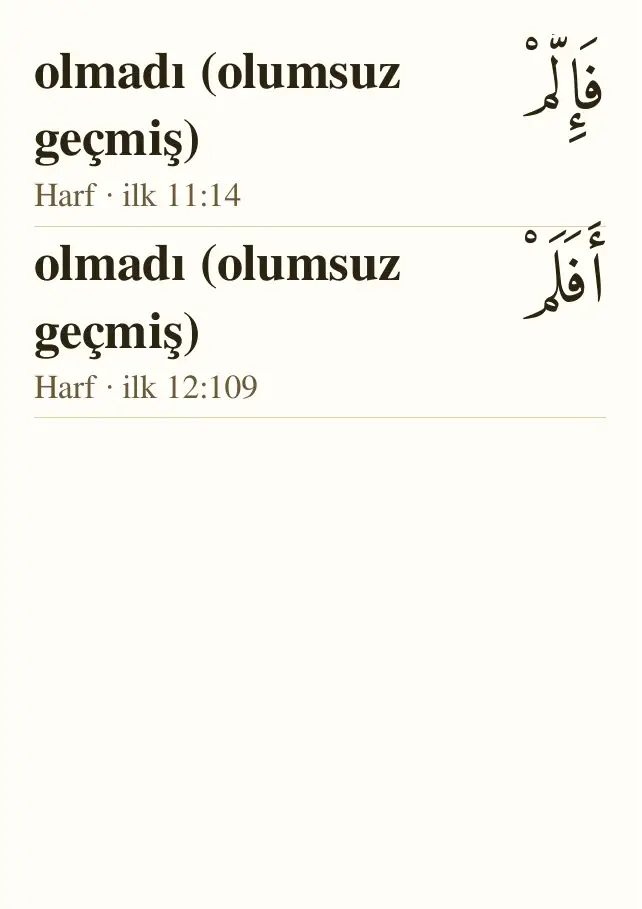 olmadı (olumsuz
geçmiş)
فَإِلَّمْ
Harf · ilk 11:14
olmadı (olumsuz
geçmiş)
أَفَلَمْ
Harf · ilk 12:109